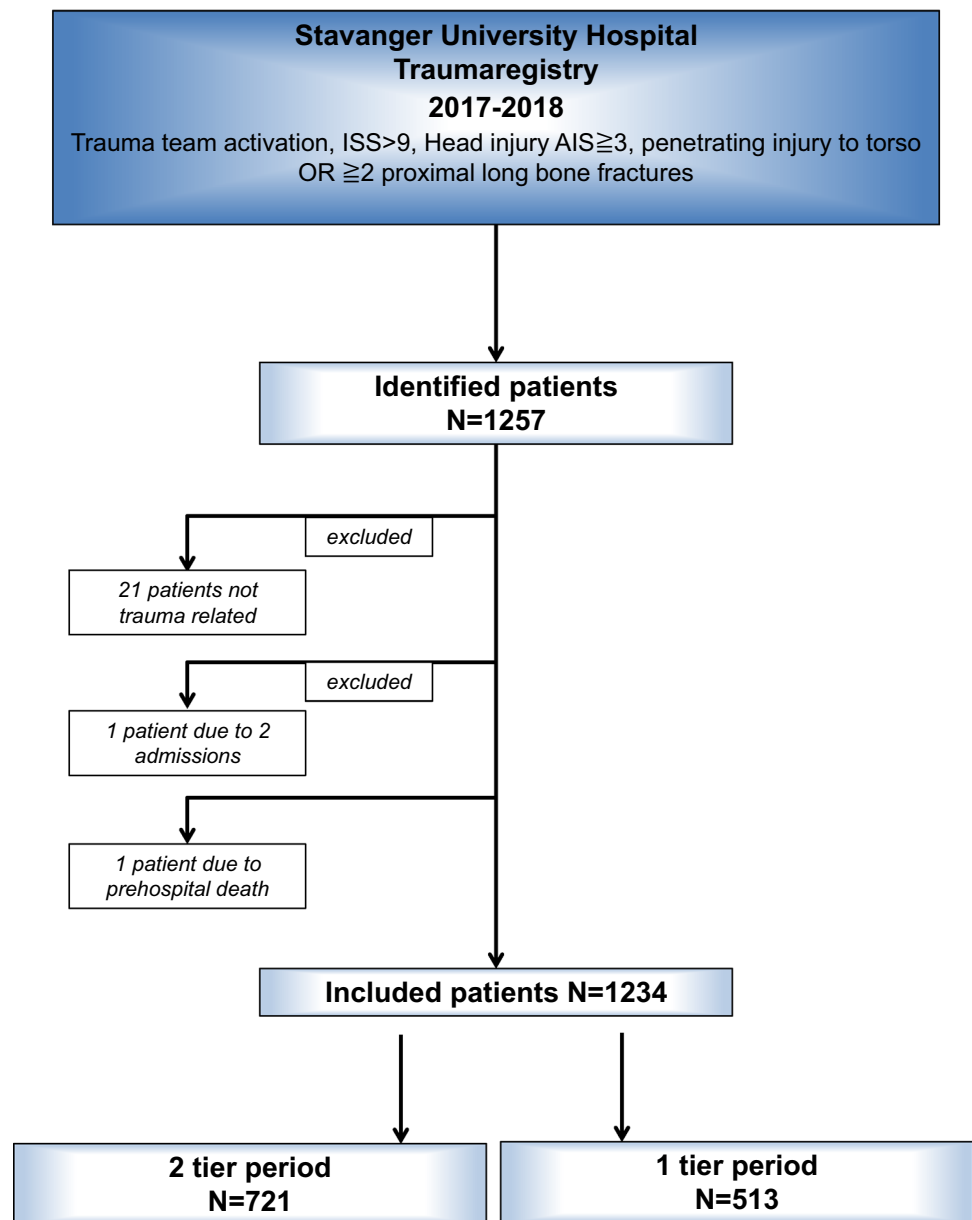 Stavanger University Hospital
Traumaregistry
2017-2018
Trauma team activation, ISS>9, Head injury AIS≧3, penetrating injury to torso
OR ≧2 proximal long bone fractures
Identified patients
N=1257
excluded
21 patients not
trauma related
excluded
1 patient due to 2
admissions
1 patient due to
prehospital death
Included patients N=1234
2 tier period
N=721
1 tier period
N=513